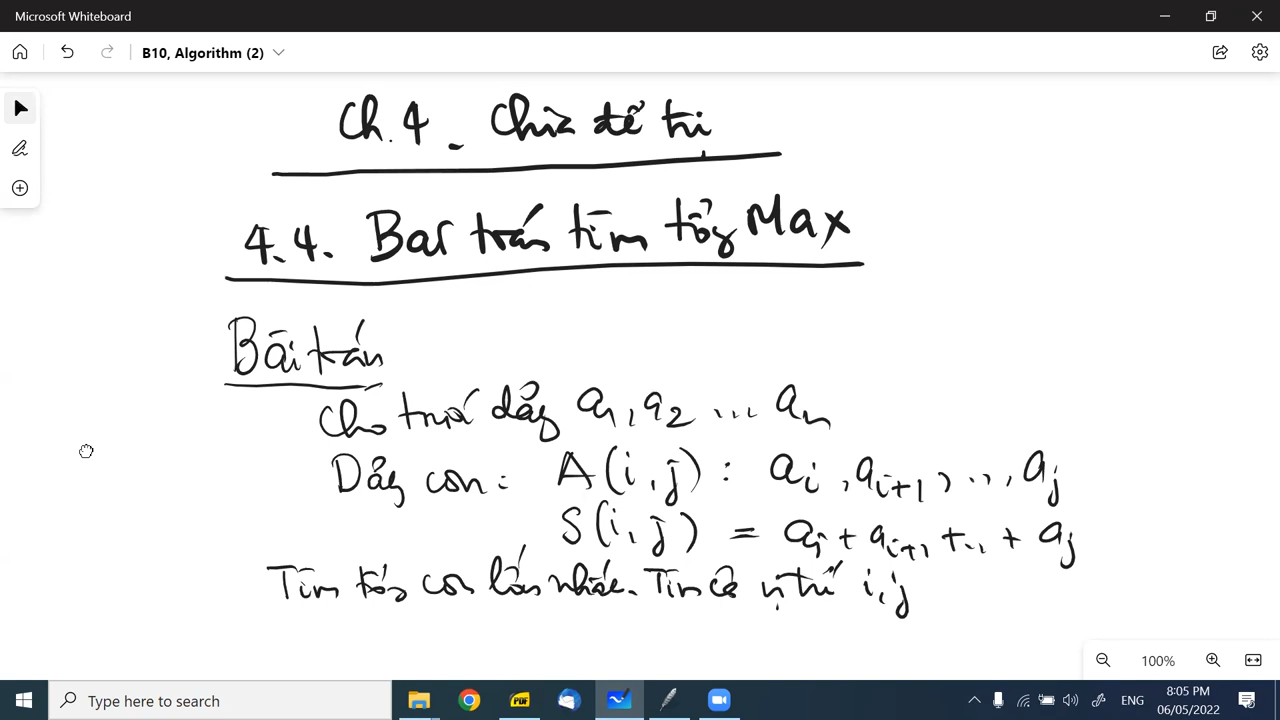 Microsoft Whiteboard
B10, Algorithm (2)
Ch.4 - Chia để trị
4.4. Bài toán tìm tổng Max
Bài toán
Cho trước dãy a1, a2 ... an
Dãy con: A(i, j): ai, ai+1, ..., aj
S(i, j) = ai + ai+1 + ... + aj
Tìm tổng con lớn nhất. Tìm cả vị trí i, j
100%
Type here to search
PDF
ENG
8:05 PM
06/05/2022